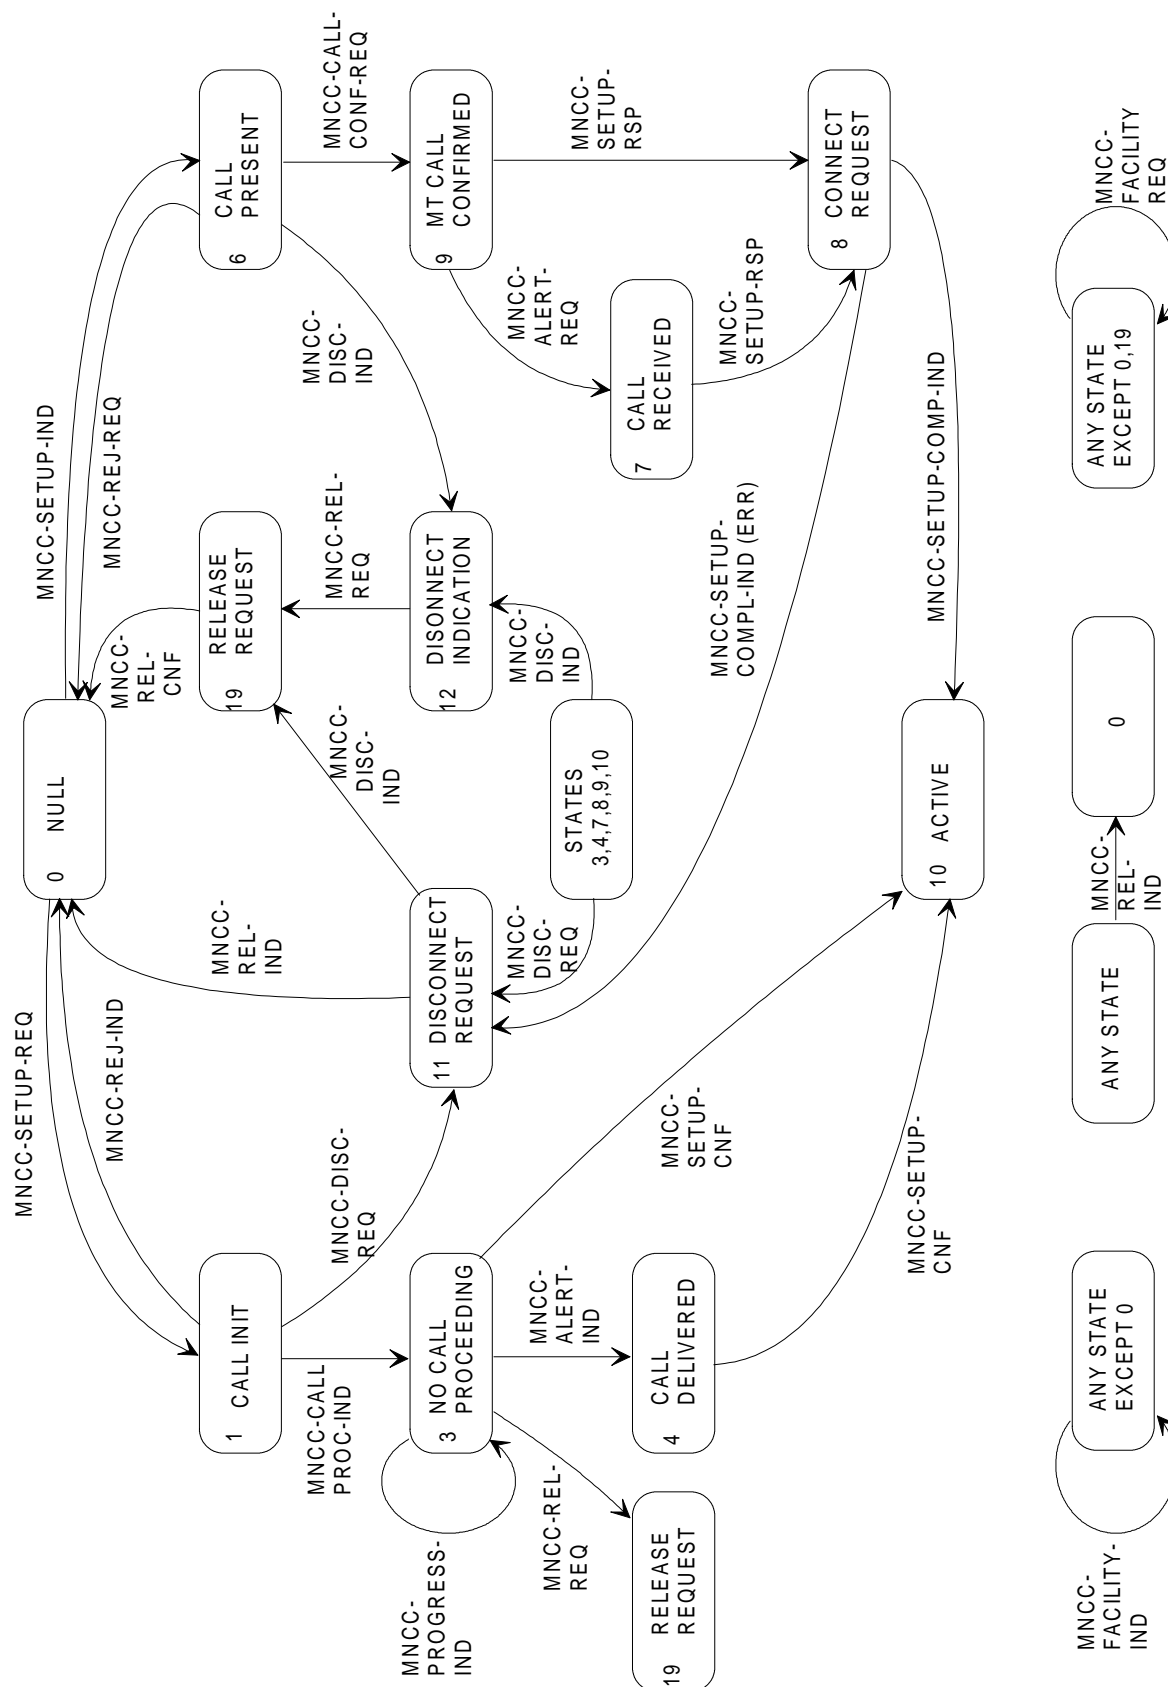 MNCC-SETUP-REQ
MNCC-REJ-IND
0 NULL
MNCC-SETUP-IND
MNCC-REJ-REQ
1 CALL INIT
MNCC-REL-
IND
MNCC-
REL-
CNF
19
RELEASE
REQUEST
6
CALL
PRESENT
MNCC-CALL
PROC-IND
MNCC-DISC-
REQ
MNCC-
DISC-
IND
MNCC-REL-
REQ
MNCC-
DISC-
IND
MNCC-CALL-
CONF-REQ
MNCC-
PROGRESS-
IND
3
NO CALL
PROCEEDING
11
DISCONNECT
REQUEST
12
DISONNECT
INDICATION
9
MT CALL
CONFIRMED
MNCC-REL-
REQ
MNCC-
ALERT-
IND
MNCC-
DISC-
REQ
MNCC-
DISC-
IND
MNCC-
ALERT-
REQ
MNCC-
SETUP-
RSP
STATES
3,4,7,8,9,10
19
RELEASE
REQUEST
4
CALL
DELIVERED
MNCC-
SETUP-
CNF
7
CALL
RECEIVED
MNCC-SETUP-
COMPL-IND (ERR)
MNCC-
SETUP-RSP
8
CONNECT
REQUEST
MNCC-SETUP-
CNF
10 ACTIVE
MNCC-SETUP-COMP-IND
MNCC-
FACILITY-
IND
ANY STATE
EXCEPT 0
ANY STATE
MNCC-
REL-
IND
0
ANY STATE
EXCEPT 0,19
MNCC-
FACILITY
REQ